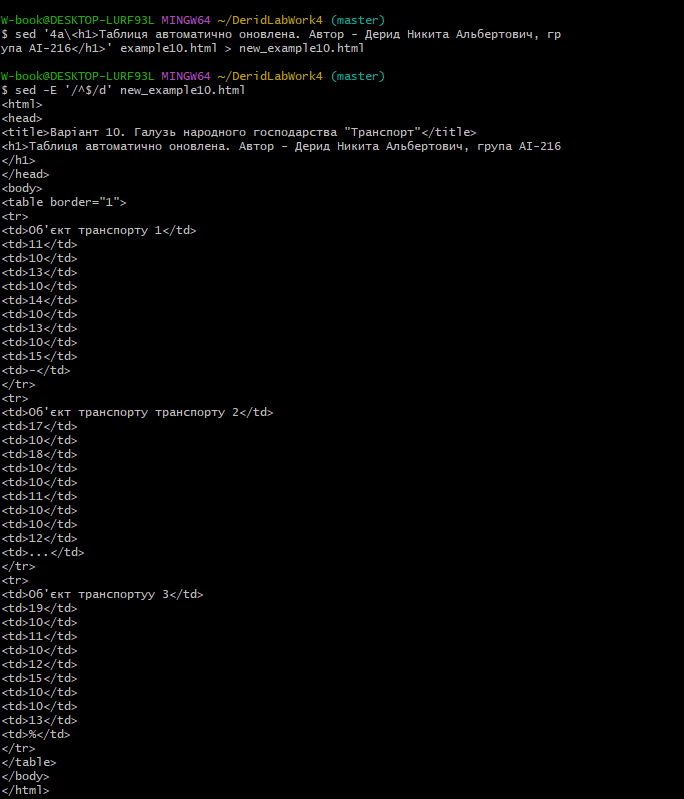 W-book@DESKTOP-LURF93L MINGW64 ~/DeridLabWork4 (master)
$ sed '4a\<h1>Таблиця автоматично оновлена. Автор - Дерид Никита Альбертович, гр
упа АІ-216</h1>' example10.html > new_example10.html
W-book@DESKTOP-LURF93L MINGW64 ~/DeridLabWork4 (master)
$ sed -E '/^$/d' new_example10.html
<html>
<head>
<title>Варіант 10. Галузь народного господарства "Транспорт"</title>
<h1>Таблиця автоматично оновлена. Автор - Дерид Никита Альбертович, група АІ-216
</h1>
</head>
<body>
<table border="1">
<tr>
<td>Об'єкт транспорту 1</td>
<td>11</td>
<td>10</td>
<td>13</td>
<td>10</td>
<td>14</td>
<td>10</td>
<td>13</td>
<td>10</td>
<td>15</td>
<td>-</td>
</tr>
<tr>
<td>Об'єкт транспорту транспорту 2</td>
<td>17</td>
<td>10</td>
<td>18</td>
<td>10</td>
<td>10</td>
<td>11</td>
<td>10</td>
<td>10</td>
<td>12</td>
<td>...</td>
</tr>
<tr>
<td>Об'єкт транспортуу 3</td>
<td>19</td>
<td>10</td>
<td>11</td>
<td>10</td>
<td>12</td>
<td>15</td>
<td>10</td>
<td>10</td>
<td>13</td>
<td>%</td>
</tr>
</table>
</body>
</html>